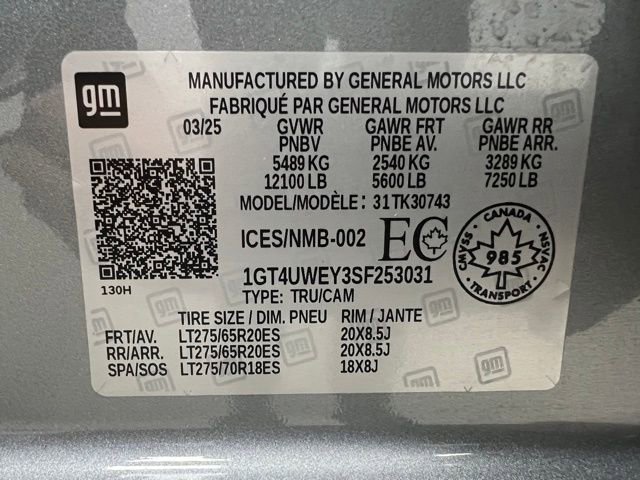 gm
MANUFACTURED BY GENERAL MOTORS LLC
FABRIQUÉ PAR GENERAL MOTORS LLC
03/25 GVWR GAWR FRT GAWR RR
PNBV PNBE AV. PNBE ARR.
5489 KG 2540 KG 3289 KG
12100 LB 5600 LB 7250 LB
MODEL/MODÈLE: 31TK30743
ICES/NMB-002 EC
CANADA
CMVSS NSVAC
985
TRANSPORT
130H
1GT4UWEY3SF253031
TYPE: TRU/CAM
TIRE SIZE / DIM. PNEU RIM / JANTE
FRT/AV. LT275/65R20ES 20X8.5J
RR/ARR. LT275/65R20ES 20X8.5J
SPA/SOS LT275/70R18ES 18X8J